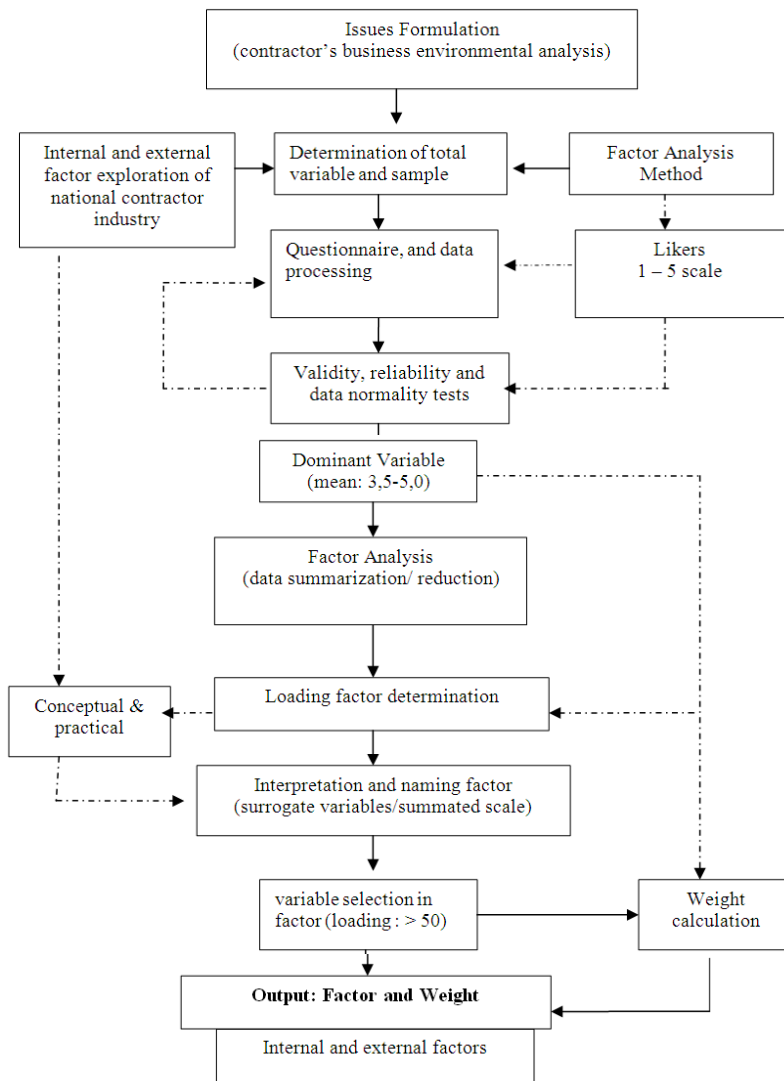 Issues Formulation
(contractor's business environmental analysis)
Internal and external
factor exploration of
national contractor
industry
Determination of total
variable and sample
Factor Analysis
Method
Questionnaire, and data
processing
Likers
1 – 5 scale
Validity, reliability and
data normality tests
Dominant Variable
(mean: 3,5-5,0)
Factor Analysis
(data summarization/ reduction)
Conceptual &
practical
Loading factor determination
Interpretation and naming factor
(surrogate variables/summated scale)
variable selection in
factor (loading : > 50)
Weight
calculation
Output: Factor and Weight
Internal and external factors